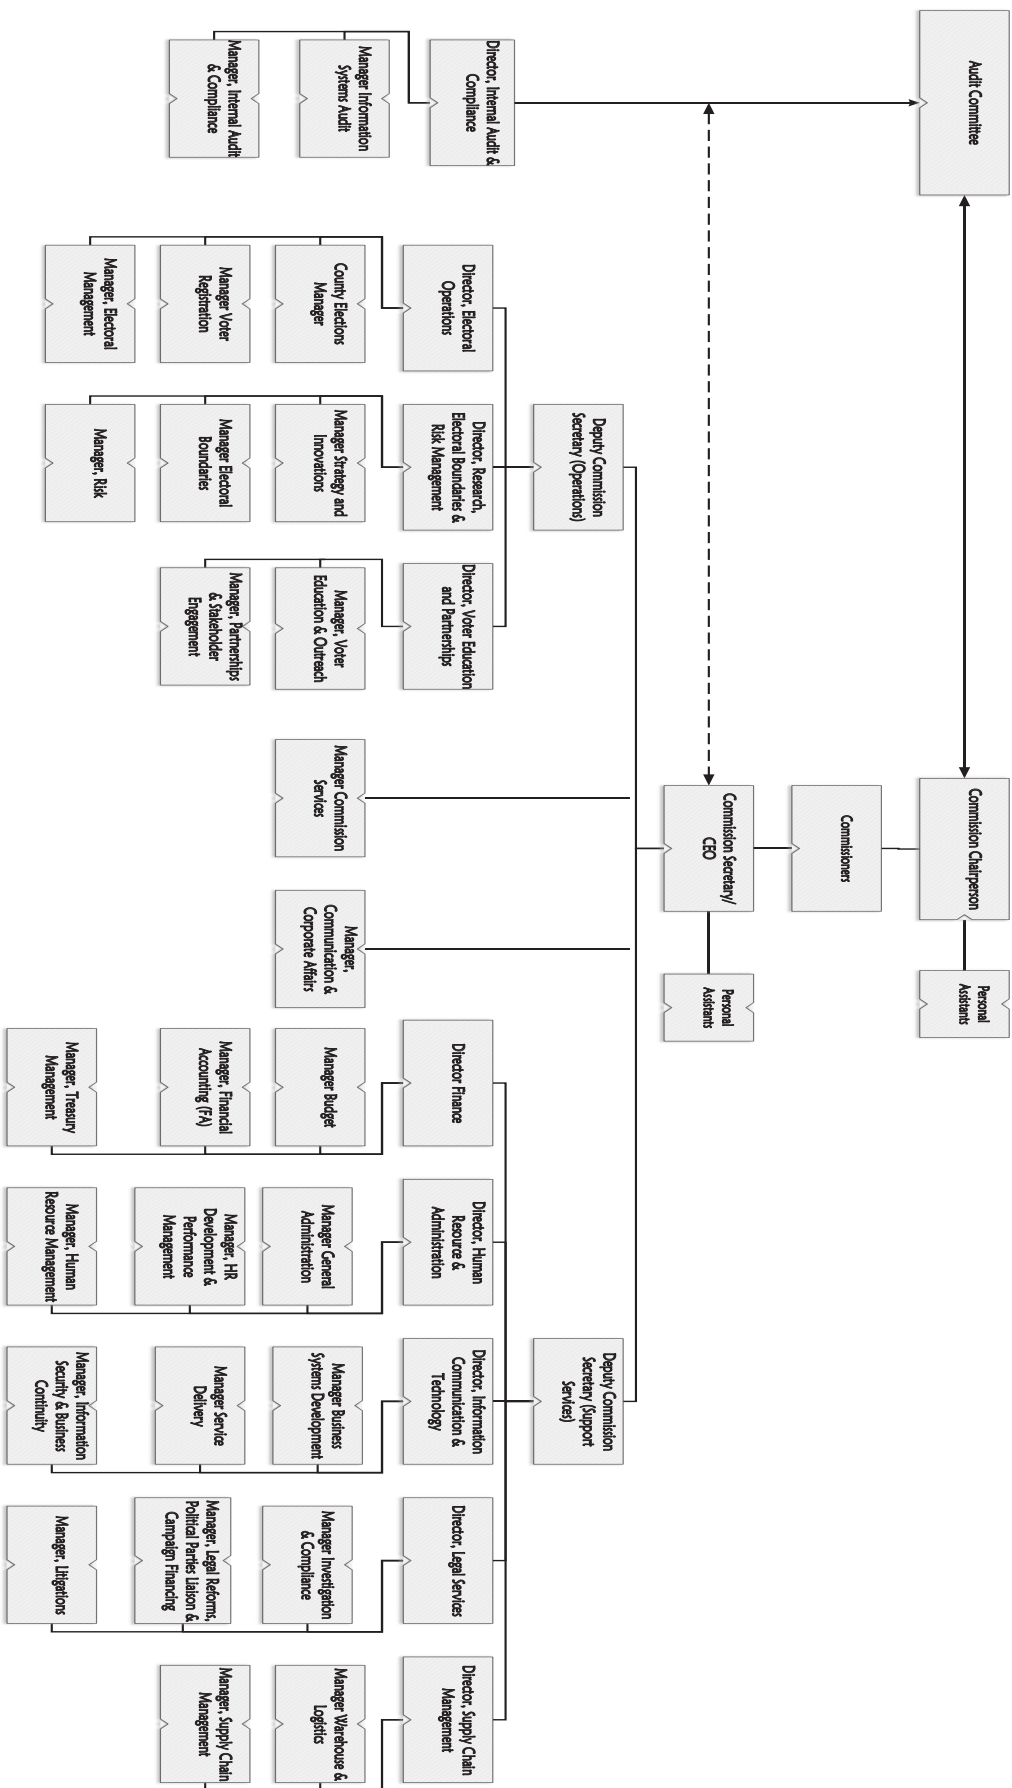 Audit Committee
Commission Chairperson
Personal
Assistants
Commissioners
Commission Secretary/
CEO
Personal
Assistants
Director, Internal Audit &
Compliance
Manager Information
Systems Audit
Manager, Internal Audit
& Compliance
Deputy Commission
Secretary (Operations)
Director, Electoral
Operations
County Elections
Manager
Manager Voter
Registration
Manager, Electoral
Management
Director, Research,
Electoral Boundaries &
Risk Management
Manager Strategy and
Innovations
Manager Electoral
Boundaries
Manager, Risk
Director, Voter Education
and Partnerships
Manager, Voter
Education & Outreach
Manager, Partnerships
& Stakeholder
Engagement
Manager Commission
Services
Manager,
Communication &
Corporate Affairs
Deputy Commission
Secretary (Support
Services)
Director Finance
Manager Budget
Manager, Financial
Accounting (FA)
Manager, Treasury
Management
Director, Human
Resource &
Administration
Manager General
Administration
Manager, HR
Development &
Performance
Management
Manager, Human
Resource Management
Director, Information
Communication &
Technology
Manager Business
Systems Development
Manager Service
Delivery
Manager, Information
Security & Business
Continuity
Director, Legal Services
Manager Investigation
& Compliance
Manager, Legal Reforms,
Political Parties Liaison &
Campaign Financing
Manager, Litigations
Director, Supply Chain
Management
Manager Warehouse &
Logistics
Manager, Supply Chain
Management